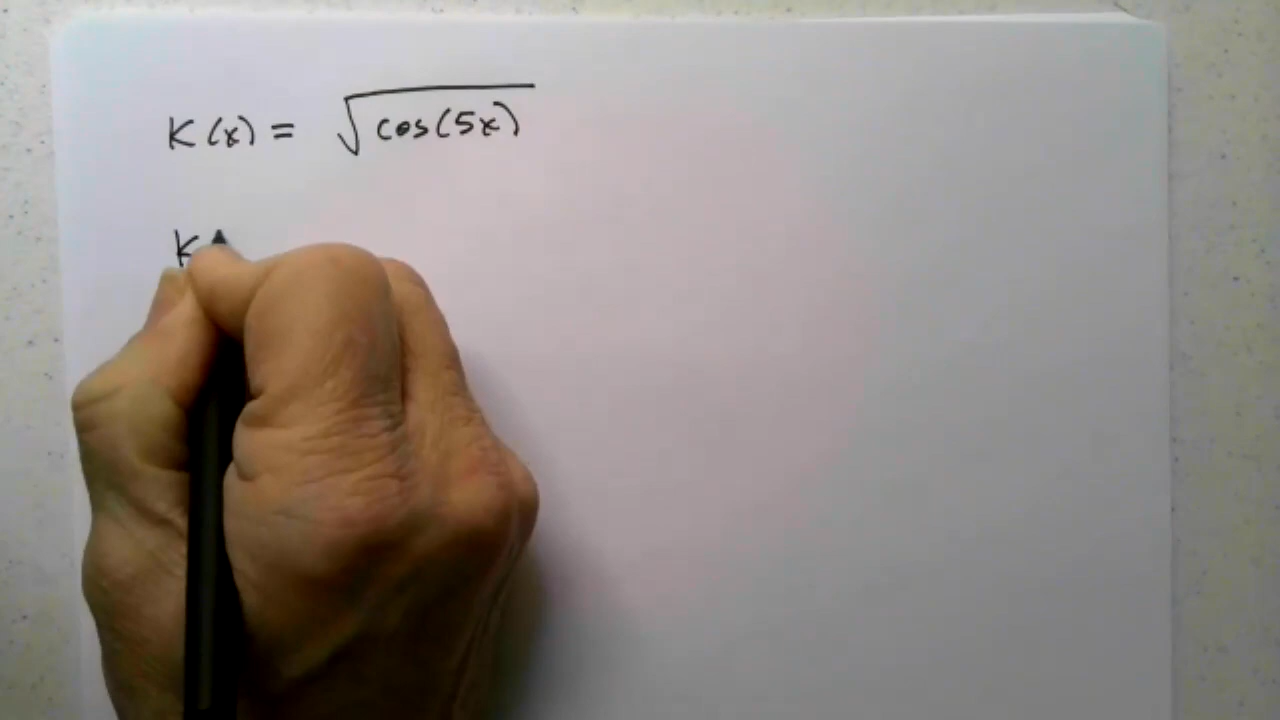 K(x) = √cos(5x)
K